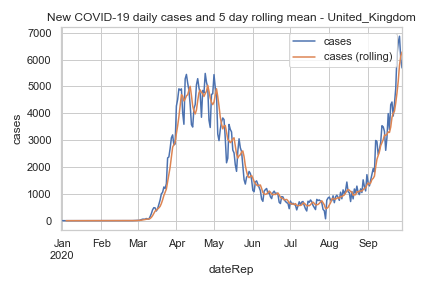 New COVID-19 daily cases and 5 day rolling mean - United_Kingdom
cases
cases (rolling)
7000
6000
5000
4000
3000
2000
1000
0
cases
Jan Feb Mar Apr May Jun Jul Aug Sep
2020
dateRep